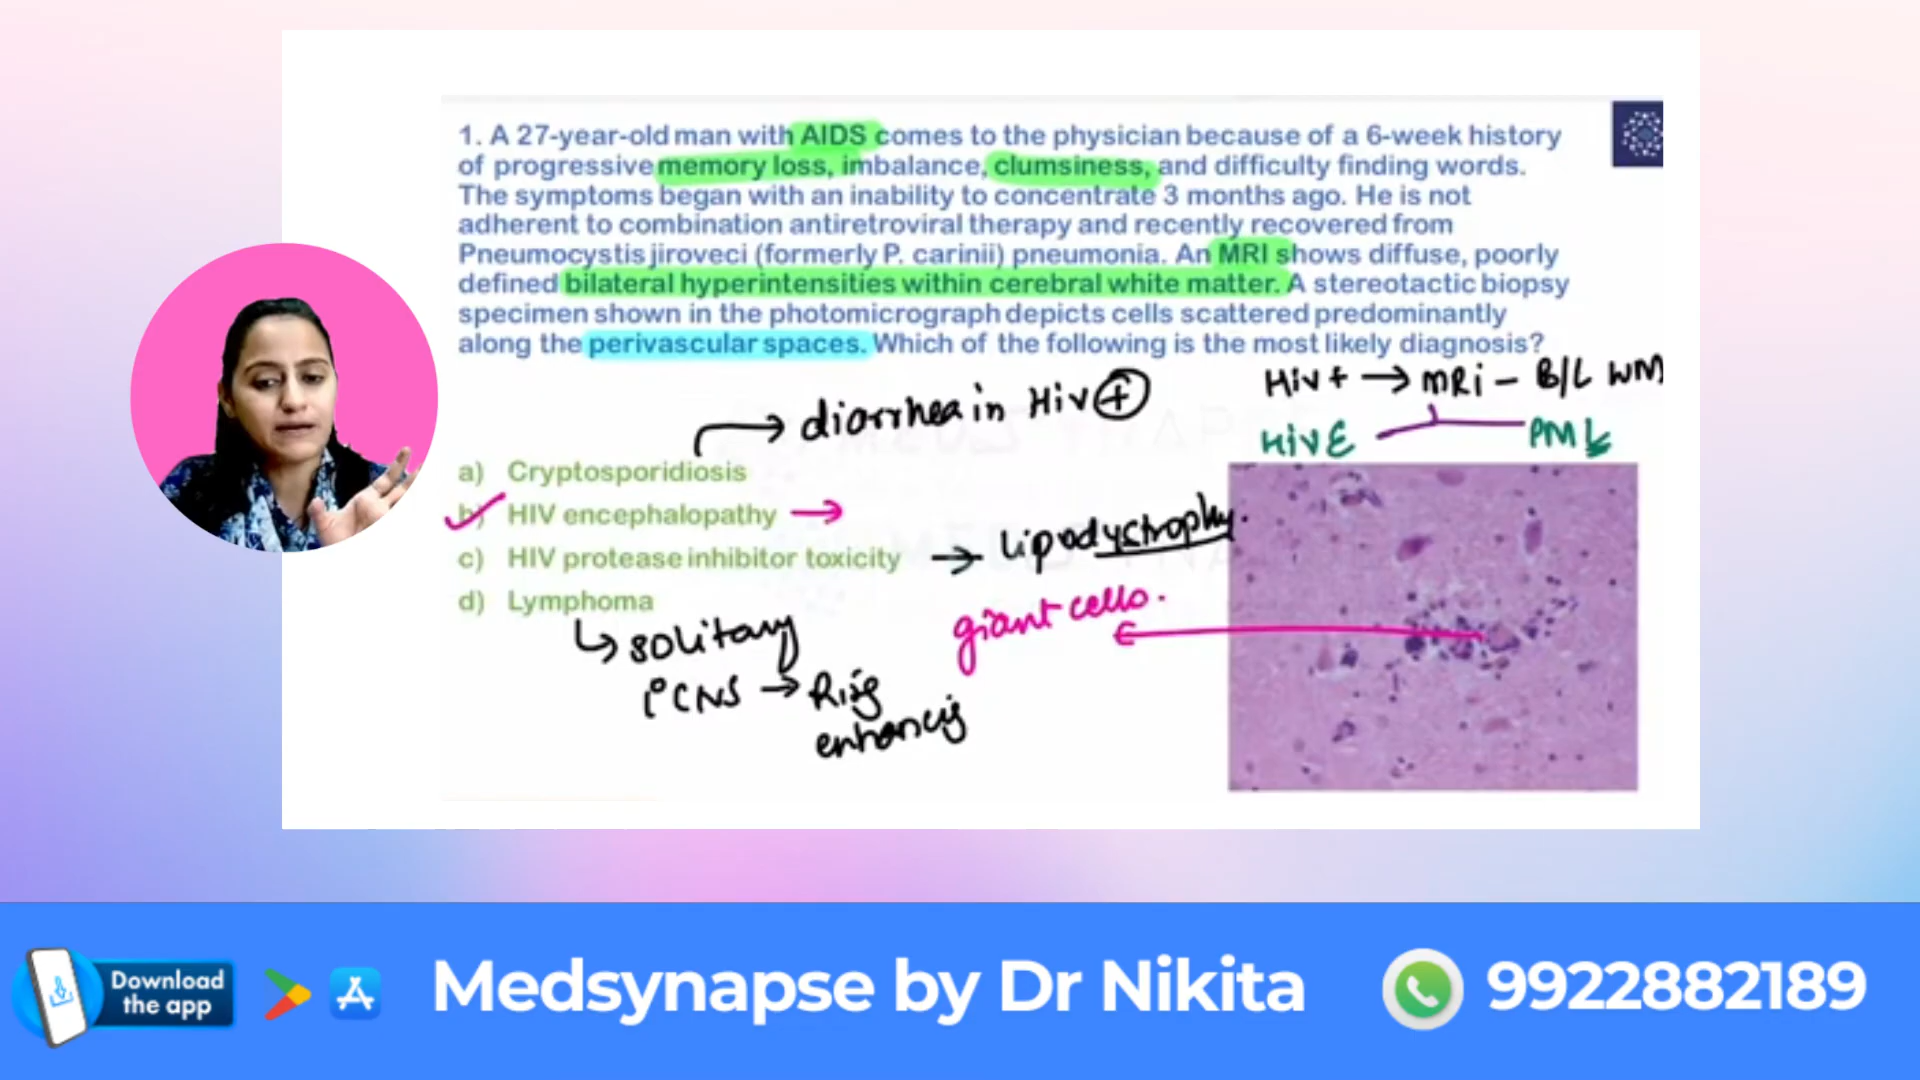 1. A 27-year-old man with AIDS comes to the physician because of a 6-week history
of progressive memory loss, imbalance, clumsiness, and difficulty finding words.
The symptoms began with an inability to concentrate 3 months ago. He is not
adherent to combination antiretroviral therapy and recently recovered from
Pneumocystis jiroveci (formerly P. carinii) pneumonia. An MRI shows diffuse, poorly
defined bilateral hyperintensities within cerebral white matter. A stereotactic biopsy
specimen shown in the photomicrograph depicts cells scattered predominantly
along the perivascular spaces. Which of the following is the most likely diagnosis?
Hiv+ → MRi - B/L WM
→ diarrhea in Hiv +
HIVE PML
a) Cryptosporidiosis
b) HIV encephalopathy →
c) HIV protease inhibitor toxicity → lipodystrophy.
d) Lymphoma
giant cells.
↳ solitary
CNS → Ring
enhancing
Download
the app
Medsynapse by Dr Nikita
9922882189